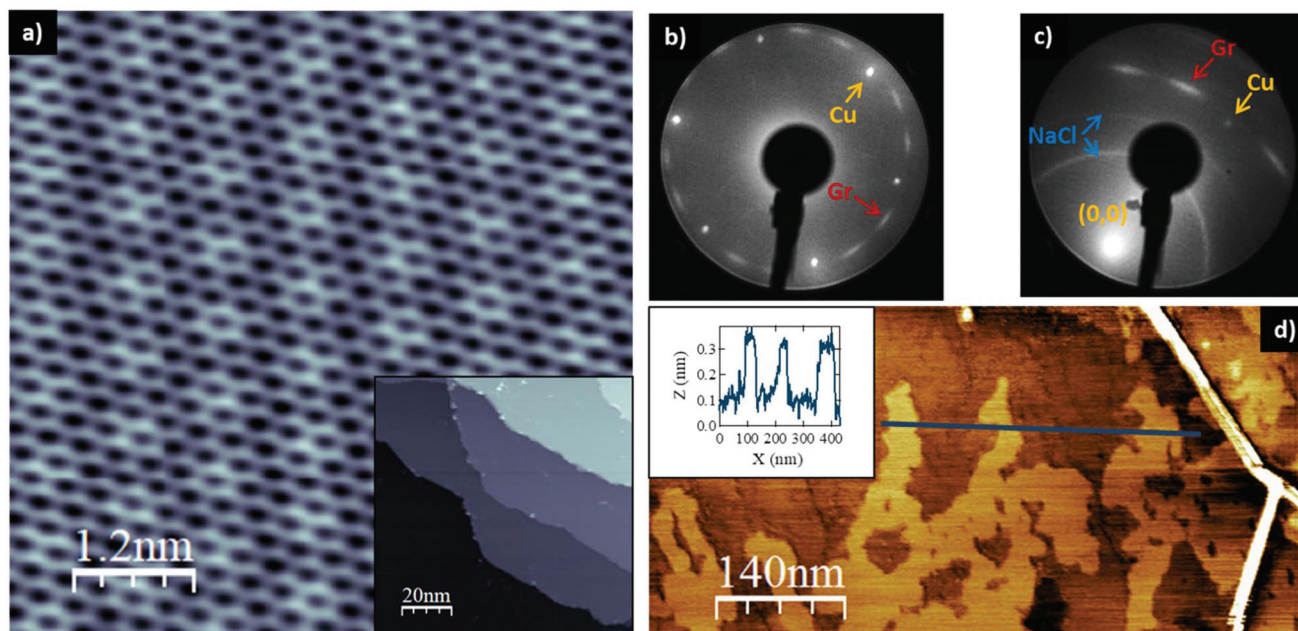 a)
1.2nm
20nm
b)
Cu
Gr
c)
Gr
Cu
NaCl
(0,0)
d)
Z (nm)
0.3
0.2
0.1
0.0
0 100 200 300 400
X (nm)
140nm